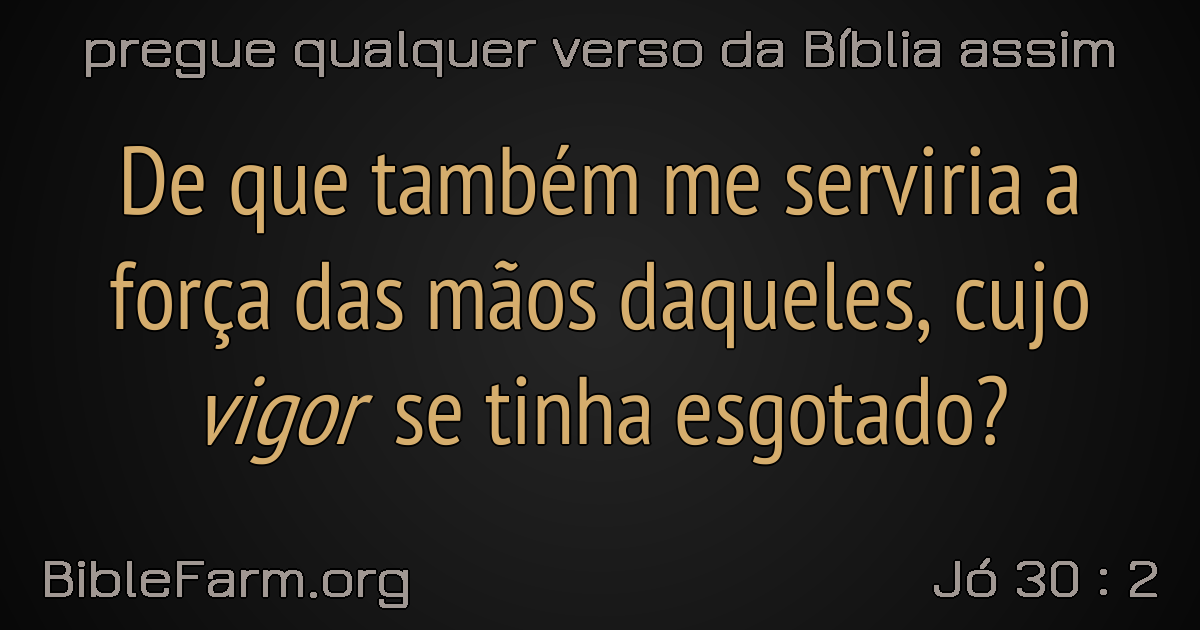 pregue qualquer verso da Bíblia assim
De que também me serviria a
força das mãos daqueles, cujo
vigor se tinha esgotado?
BibleFarm.org
Jó 30 : 2